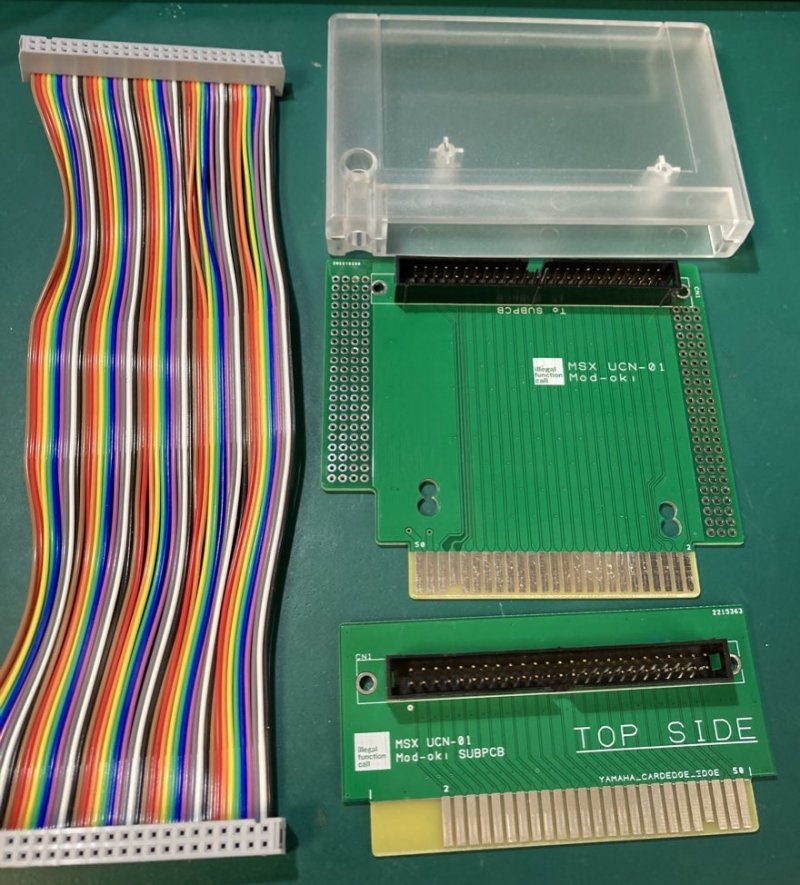 CN1
To SUBPCB
illegal
function
call
MSX UCN-01
Mod-oki
50
2
2215363
CN1
TOP SIDE
illegal
function
call
MSX UCN-01
Mod-oki SUBPCB
YAMAHA_CARDEDGE_EDGE
2
50